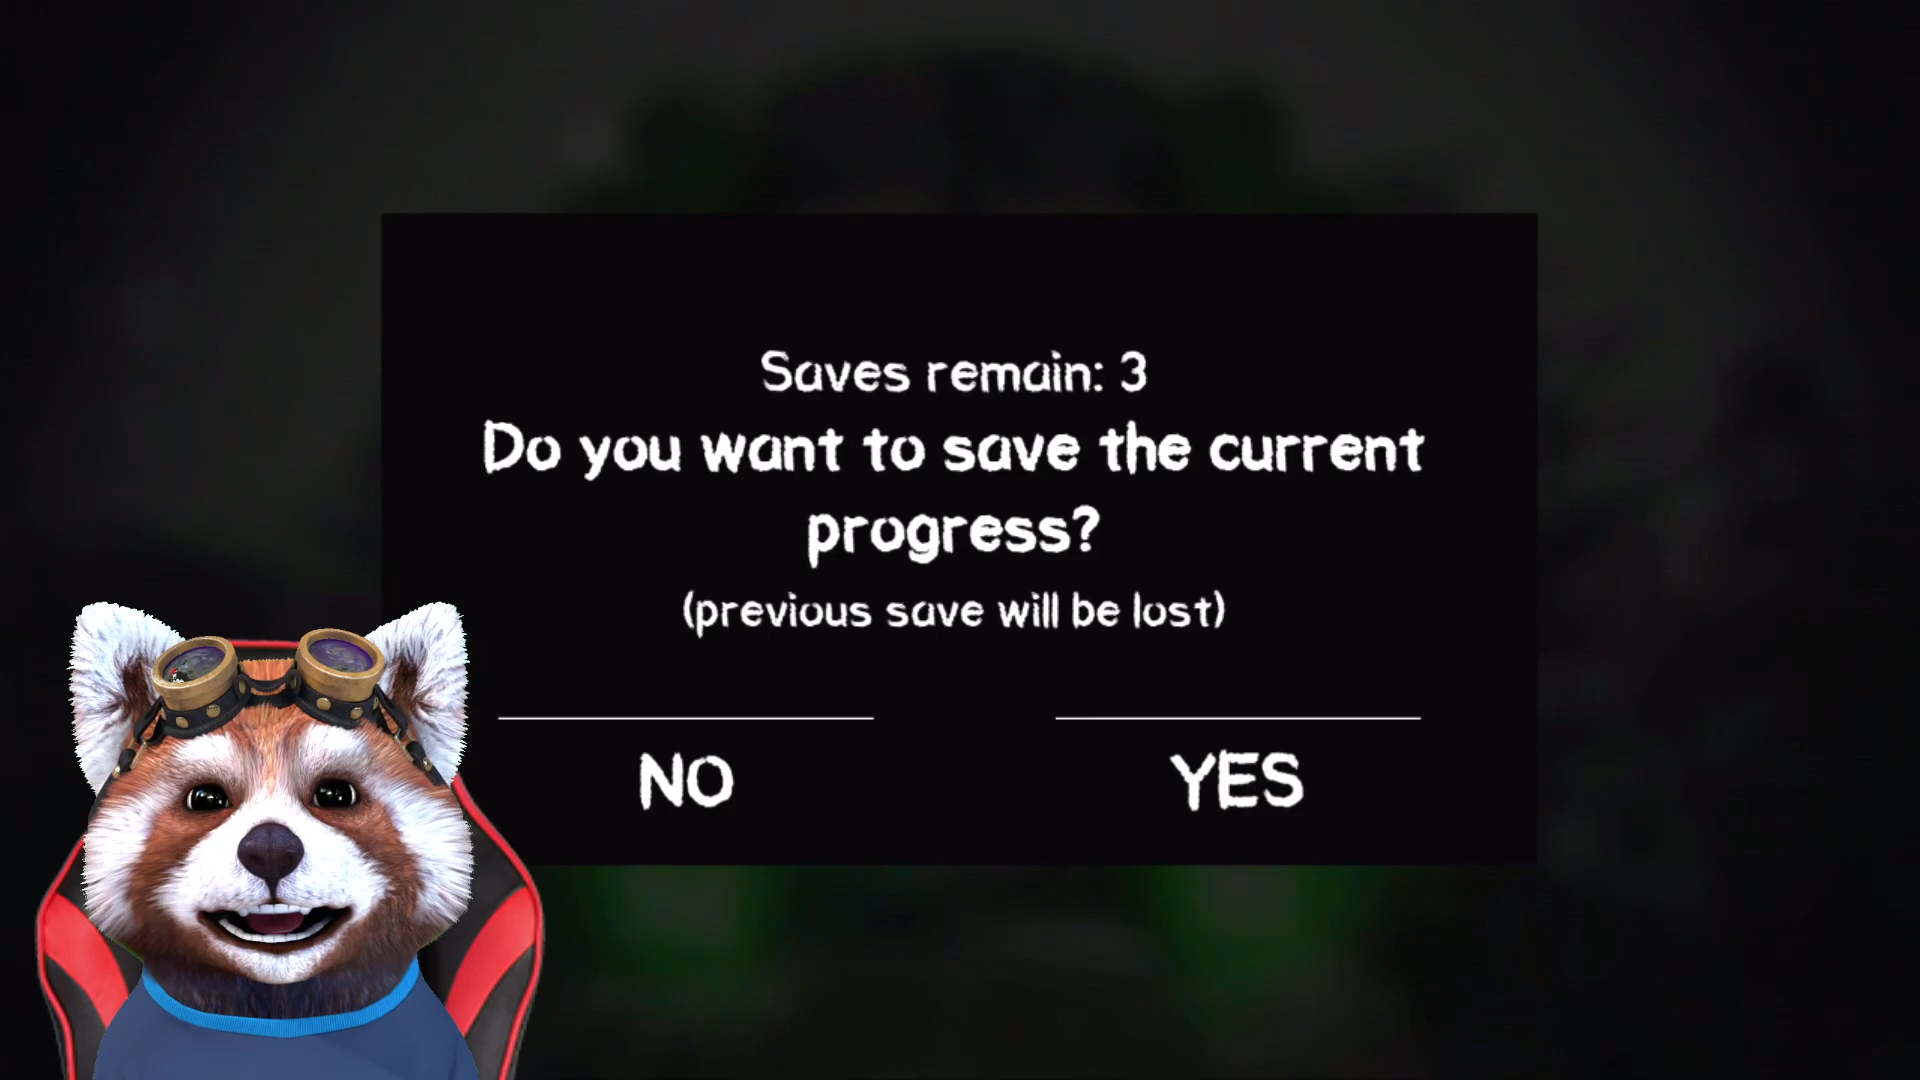 Saves remain: 3
Do you want to save the current
progress?
(previous save will be lost)
NO
YES